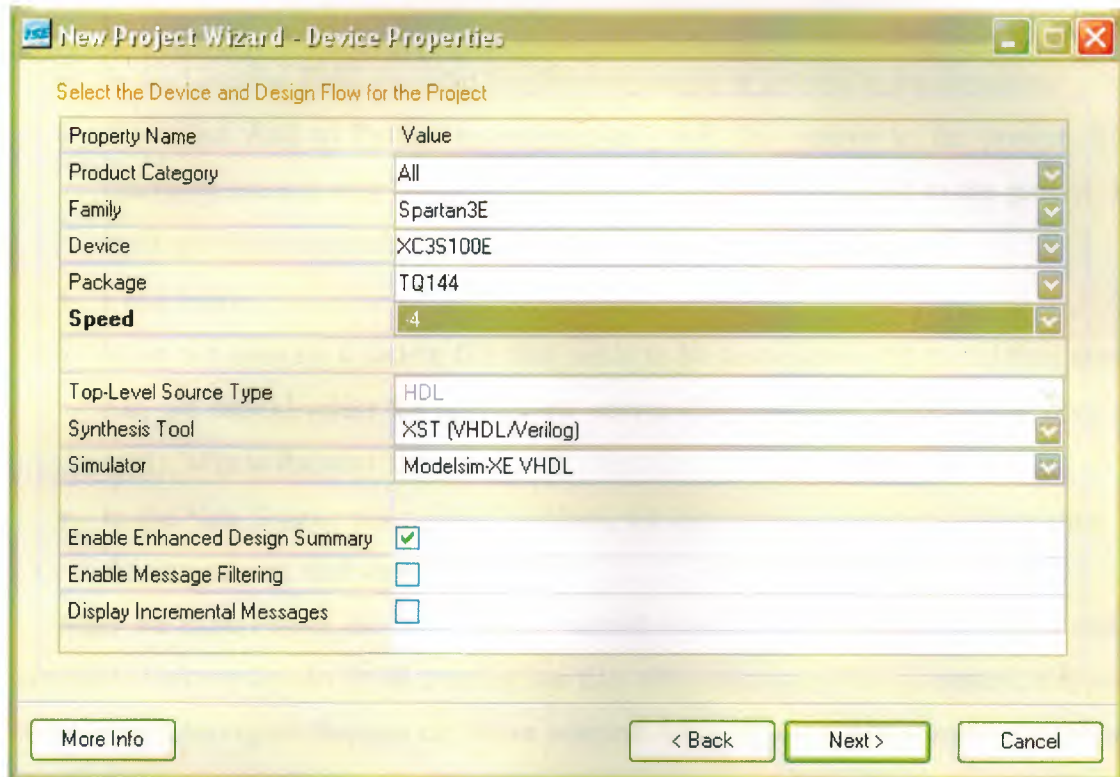 ISE New Project Wizard - Device Properties
Select the Device and Design Flow for the Project
Property Name Value
Product Category All
Family Spartan3E
Device XC3S100E
Package TQ144
Speed -4
Top-Level Source Type HDL
Synthesis Tool XST (VHDL/Verilog)
Simulator Modelsim-XE VHDL
Enable Enhanced Design Summary
Enable Message Filtering
Display Incremental Messages
More Info < Back Next > Cancel